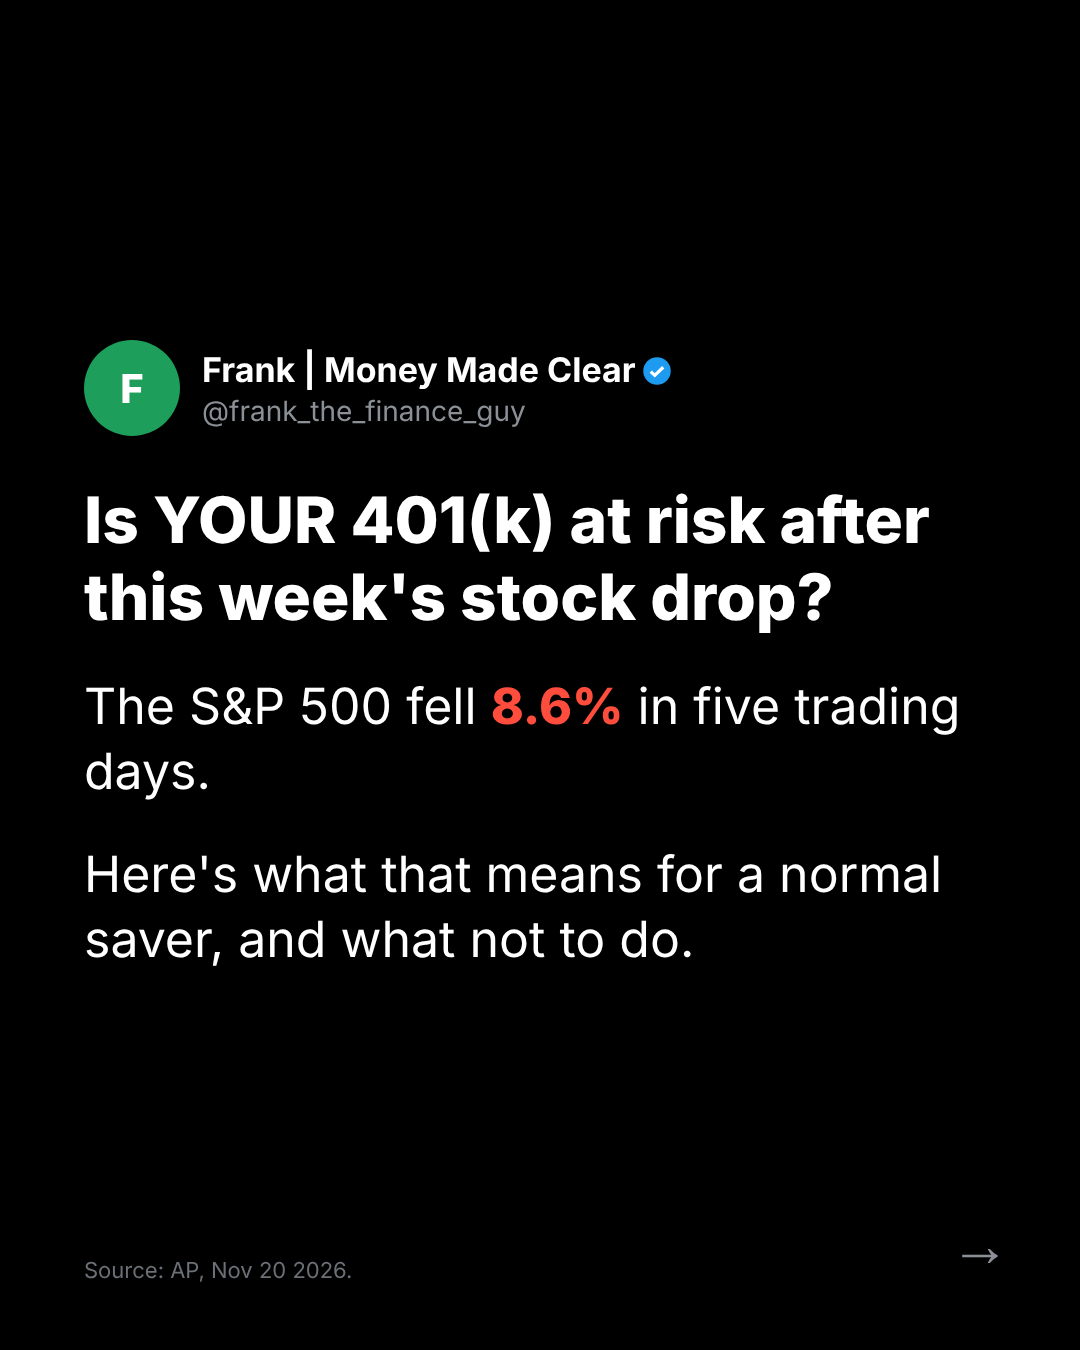 F
Frank | Money Made Clear
@frank_the_finance_guy
Is YOUR 401(k) at risk after
this week's stock drop?
The S&P 500 fell 8.6% in five trading
days.
Here's what that means for a normal
saver, and what not to do.
→
Source: AP, Nov 20 2026.